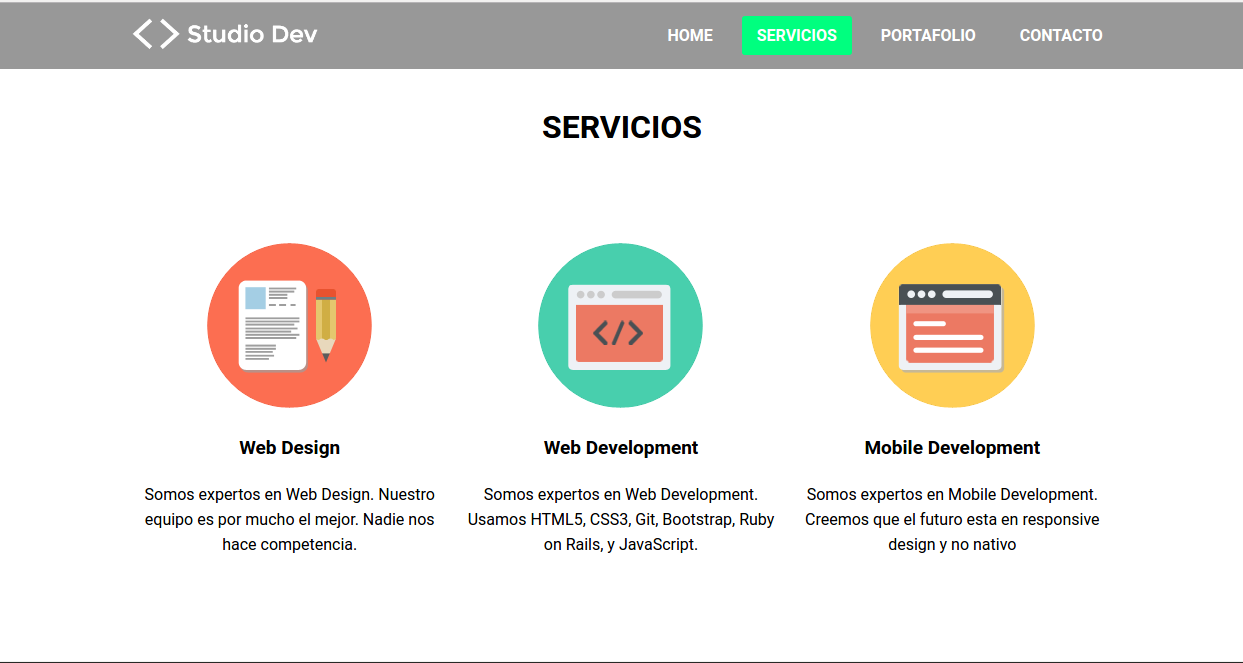 <> Studio Dev
HOME SERVICIOS PORTAFOLIO CONTACTO
SERVICIOS
</>
Web Design
Somos expertos en Web Design. Nuestro
equipo es por mucho el mejor. Nadie nos
hace competencia.
Web Development
Somos expertos en Web Development.
Usamos HTML5, CSS3, Git, Bootstrap, Ruby
on Rails, y JavaScript.
Mobile Development
Somos expertos en Mobile Development.
Creemos que el futuro esta en responsive
design y no nativo